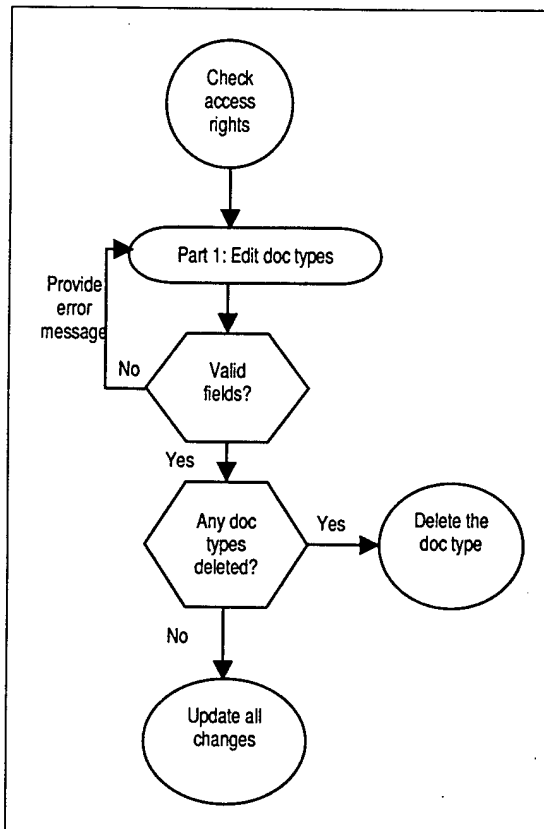 Check
access
rights
Part 1: Edit doc types
Provide
error
message
No
Valid
fields?
Yes
Any doc
types
deleted?
Yes
Delete the
doc type
No
Update all
changes